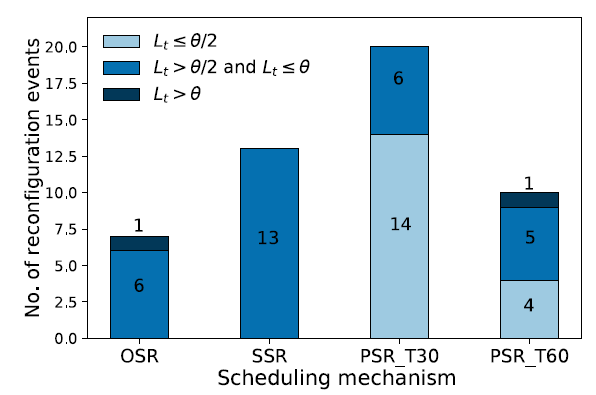 No. of reconfiguration events
20.0
17.5
15.0
12.5
10.0
7.5
5.0
2.5
0.0
L_t ≤ θ/2
L_t > θ/2 and L_t ≤ θ
L_t > θ
1
6
13
6
14
1
5
4
OSR SSR PSR_T30 PSR_T60
Scheduling mechanism